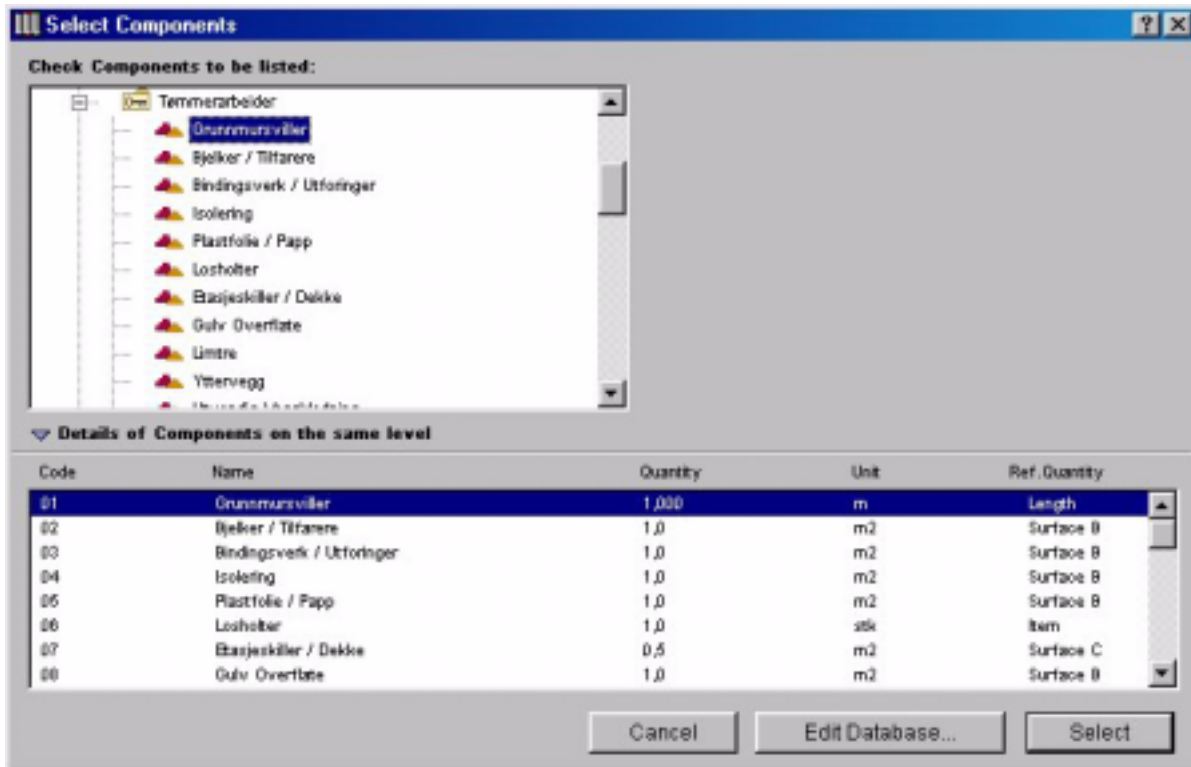 Select Components
Check Components to be listed:
Tømmerarbeider
Grunnmursviller
Bjelker / Tilfarere
Bindingsverk / Utforinger
Isolering
Plastfolie / Papp
Losholter
Etasjeskiller / Dekke
Gulv Overflate
Limtre
Yttervegg
Details of Components on the same level
Code Name Quantity Unit Ref.Quantity
01 Grunnmursviller 1,000 m Length
02 Bjelker / Tilfarere 1,0 m2 Surface B
03 Bindingsverk / Utforinger 1,0 m2 Surface B
04 Isolering 1,0 m2 Surface B
05 Plastfolie / Papp 1,0 m2 Surface B
06 Losholter 1,0 stk Item
07 Etasjeskiller / Dekke 0,5 m2 Surface C
08 Gulv Overflate 1,0 m2 Surface B
Cancel Edit Database... Select